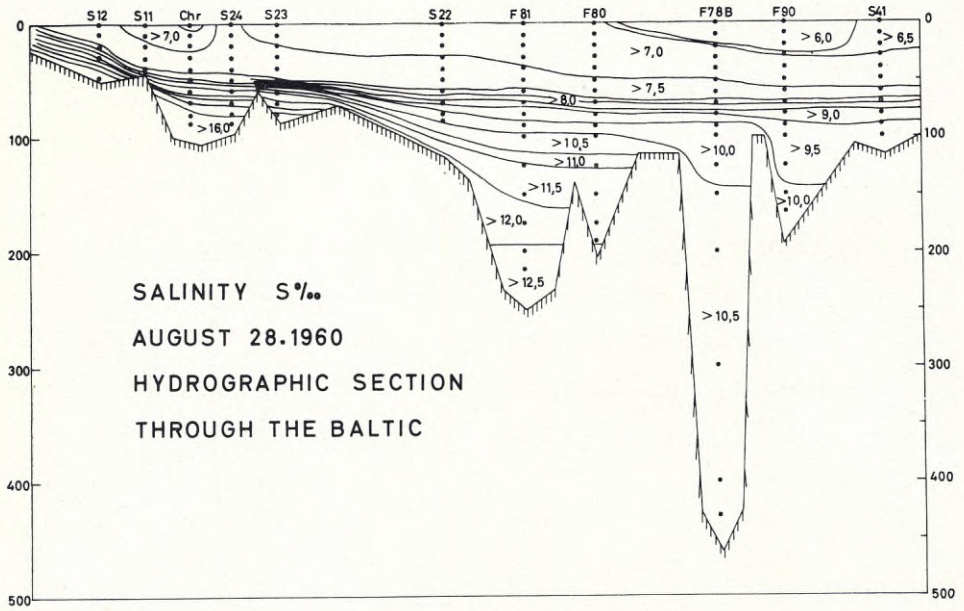 S12 S11 Chr S24 S23 S22 F81 F80 F78B F90 S41
0 0
>7,0 >6,0 >6,5
>7,0
>7,5
>8,0
>9,0
100 >16,0 100
>10,5 >10,0 >9,5
>11,0
>11,5
>10,0
>12,0
200 200
>12,5
SALINITY S‰
>10,5
AUGUST 28.1960
300 300
HYDROGRAPHIC SECTION
THROUGH THE BALTIC
400 400
500 500